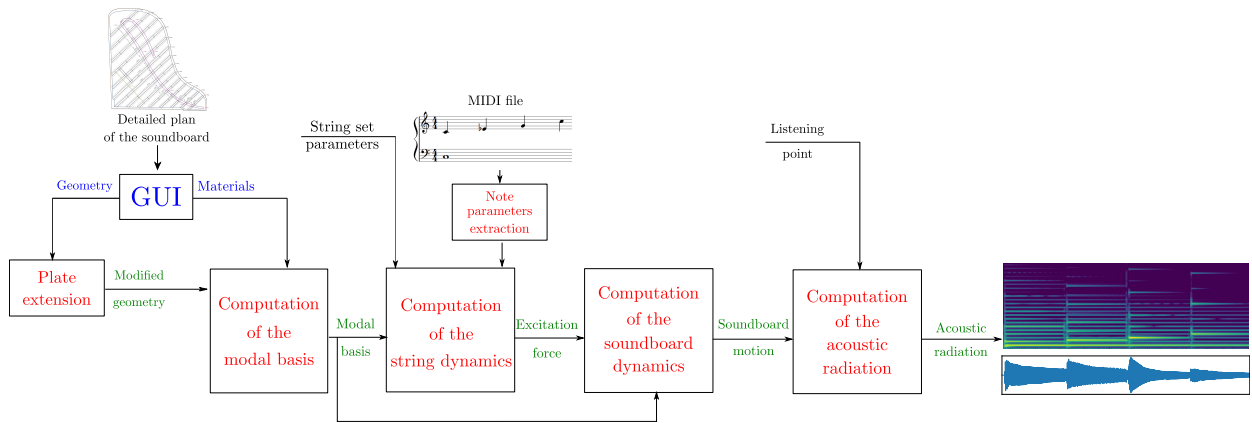 Detailed plan
of the soundboard
MIDI file
String set
parameters
Listening
point
Geometry
GUI
Materials
Note
parameters
extraction
Plate
extension
Modified
geometry
Computation
of the
modal basis
Modal
basis
Computation
of the
string dynamics
Excitation
force
Computation
of the
soundboard
dynamics
Soundboard
motion
Computation
of the
acoustic
radiation
Acoustic
radiation